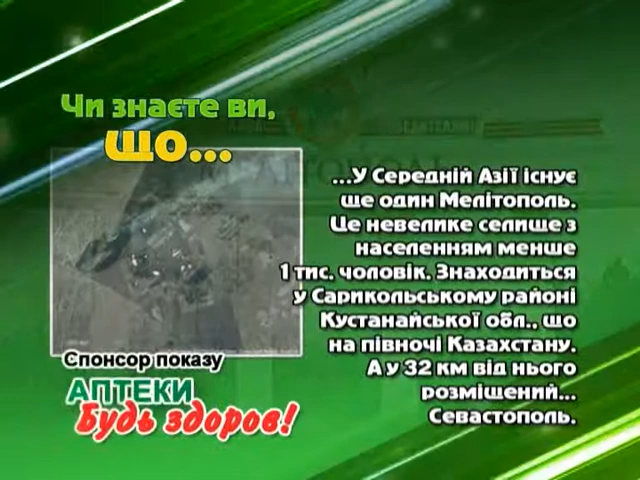 Чи знаєте ви,
що...
...У Середній Азії існує
ще один Мелітополь.
Це невелике селище з
населенням менше
1 тис. чоловік. Знаходиться
у Сарикольському районі
Кустанайської обл., що
на півночі Казахстану.
А у 32 км від нього
розміщений...
Севастополь.
Спонсор показу
АПТЕКИ
Будь здоров!